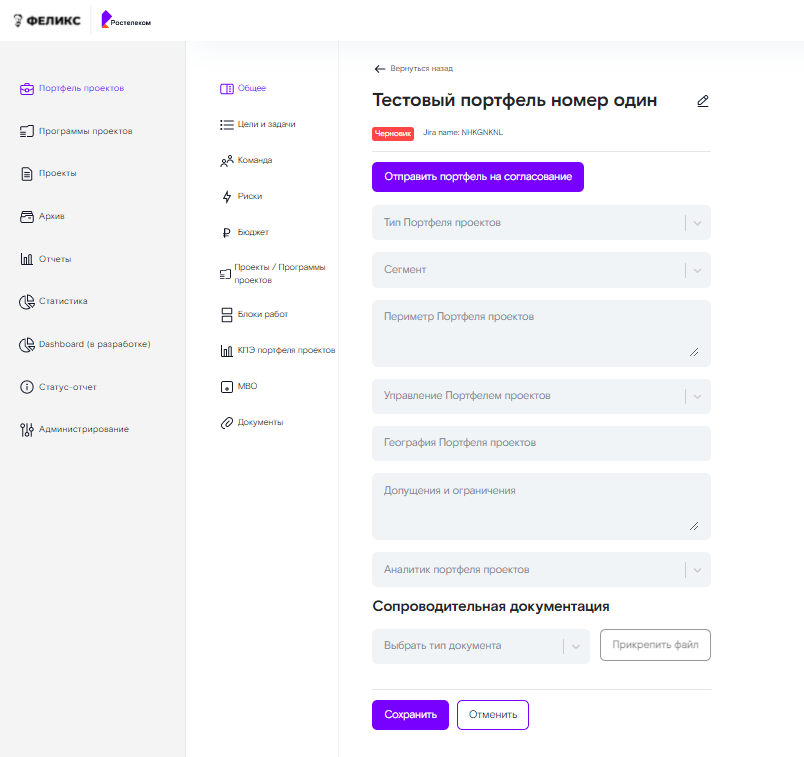 ФЕЛИКС
Ростелеком
Портфель проектов
Программы проектов
Проекты
Архив
Отчеты
Статистика
Dashboard (в разработке)
Статус-отчет
Администрирование
Общее
Цели и задачи
Команда
Риски
Бюджет
Проекты / Программы
проектов
Блоки работ
КПЭ портфеля проектов
МВО
Документы
Вернуться назад
Тестовый портфель номер один
Черновик
Jira name: NHKGNKNL
Отправить портфель на согласование
Тип Портфеля проектов
Сегмент
Периметр Портфеля проектов
Управление Портфелем проектов
География Портфеля проектов
Допущения и ограничения
Аналитик портфеля проектов
Сопроводительная документация
Выбрать тип документа
Прикрепить файл
Сохранить
Отменить